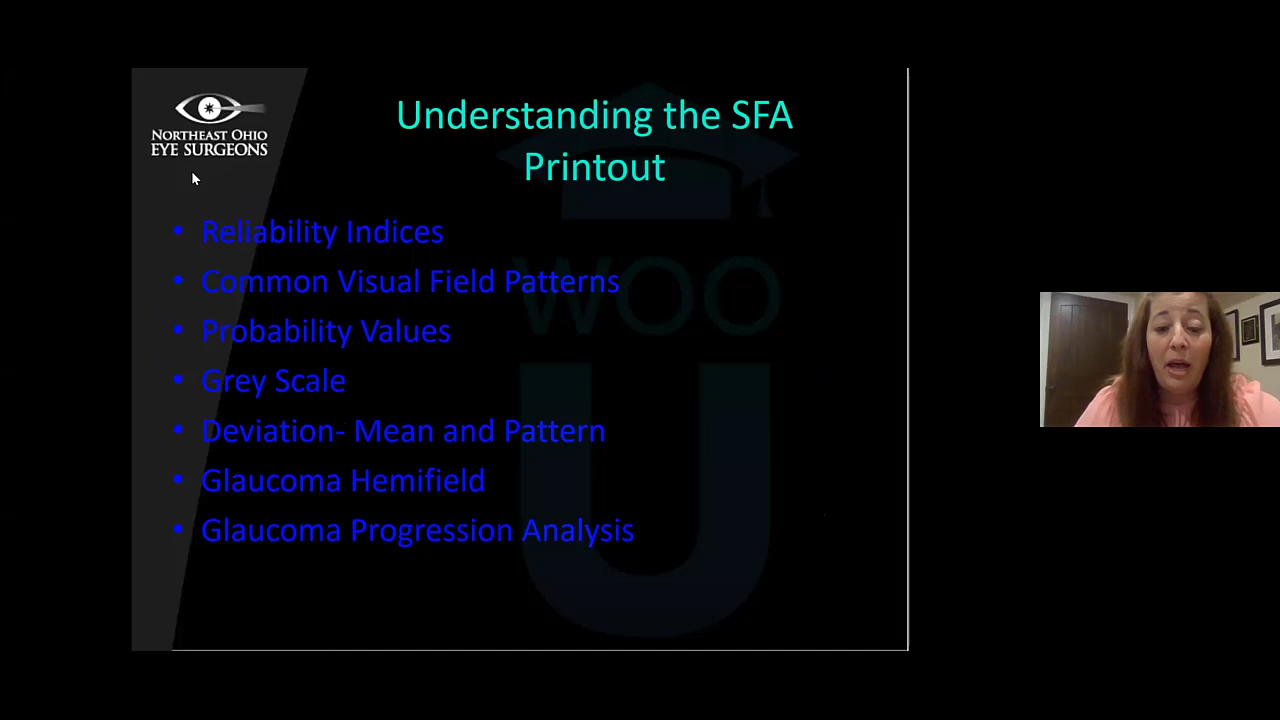 NORTHEAST OHIO
EYE SURGEONS
Understanding the SFA
Printout
• Reliability Indices
• Common Visual Field Patterns
• Probability Values
• Grey Scale
• Deviation- Mean and Pattern
• Glaucoma Hemifield
• Glaucoma Progression Analysis
WOO
U